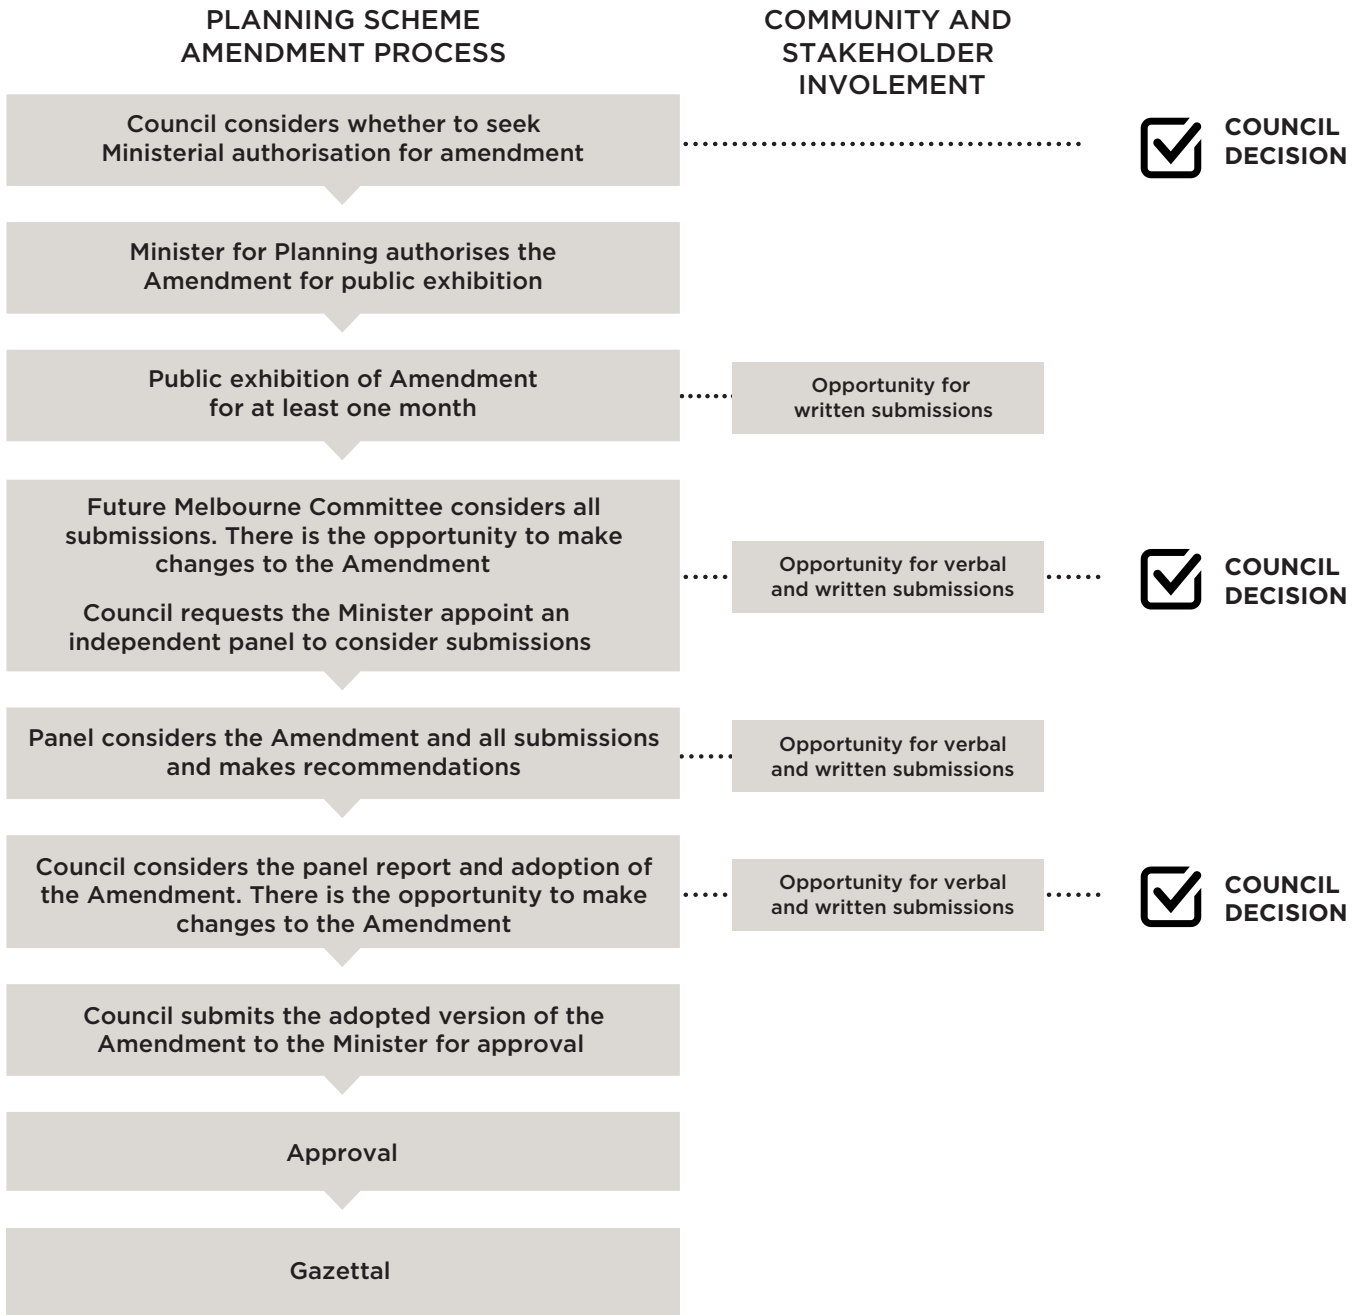 PLANNING SCHEME
AMENDMENT PROCESS
COMMUNITY AND
STAKEHOLDER
INVOLEMENT
Council considers whether to seek
Ministerial authorisation for amendment
COUNCIL
DECISION
Minister for Planning authorises the
Amendment for public exhibition
Public exhibition of Amendment
for at least one month
Opportunity for
written submissions
Future Melbourne Committee considers all
submissions. There is the opportunity to make
changes to the Amendment
Council requests the Minister appoint an
independent panel to consider submissions
Opportunity for verbal
and written submissions
COUNCIL
DECISION
Panel considers the Amendment and all submissions
and makes recommendations
Opportunity for verbal
and written submissions
Council considers the panel report and adoption of
the Amendment. There is the opportunity to make
changes to the Amendment
Opportunity for verbal
and written submissions
COUNCIL
DECISION
Council submits the adopted version of the
Amendment to the Minister for approval
Approval
Gazettal